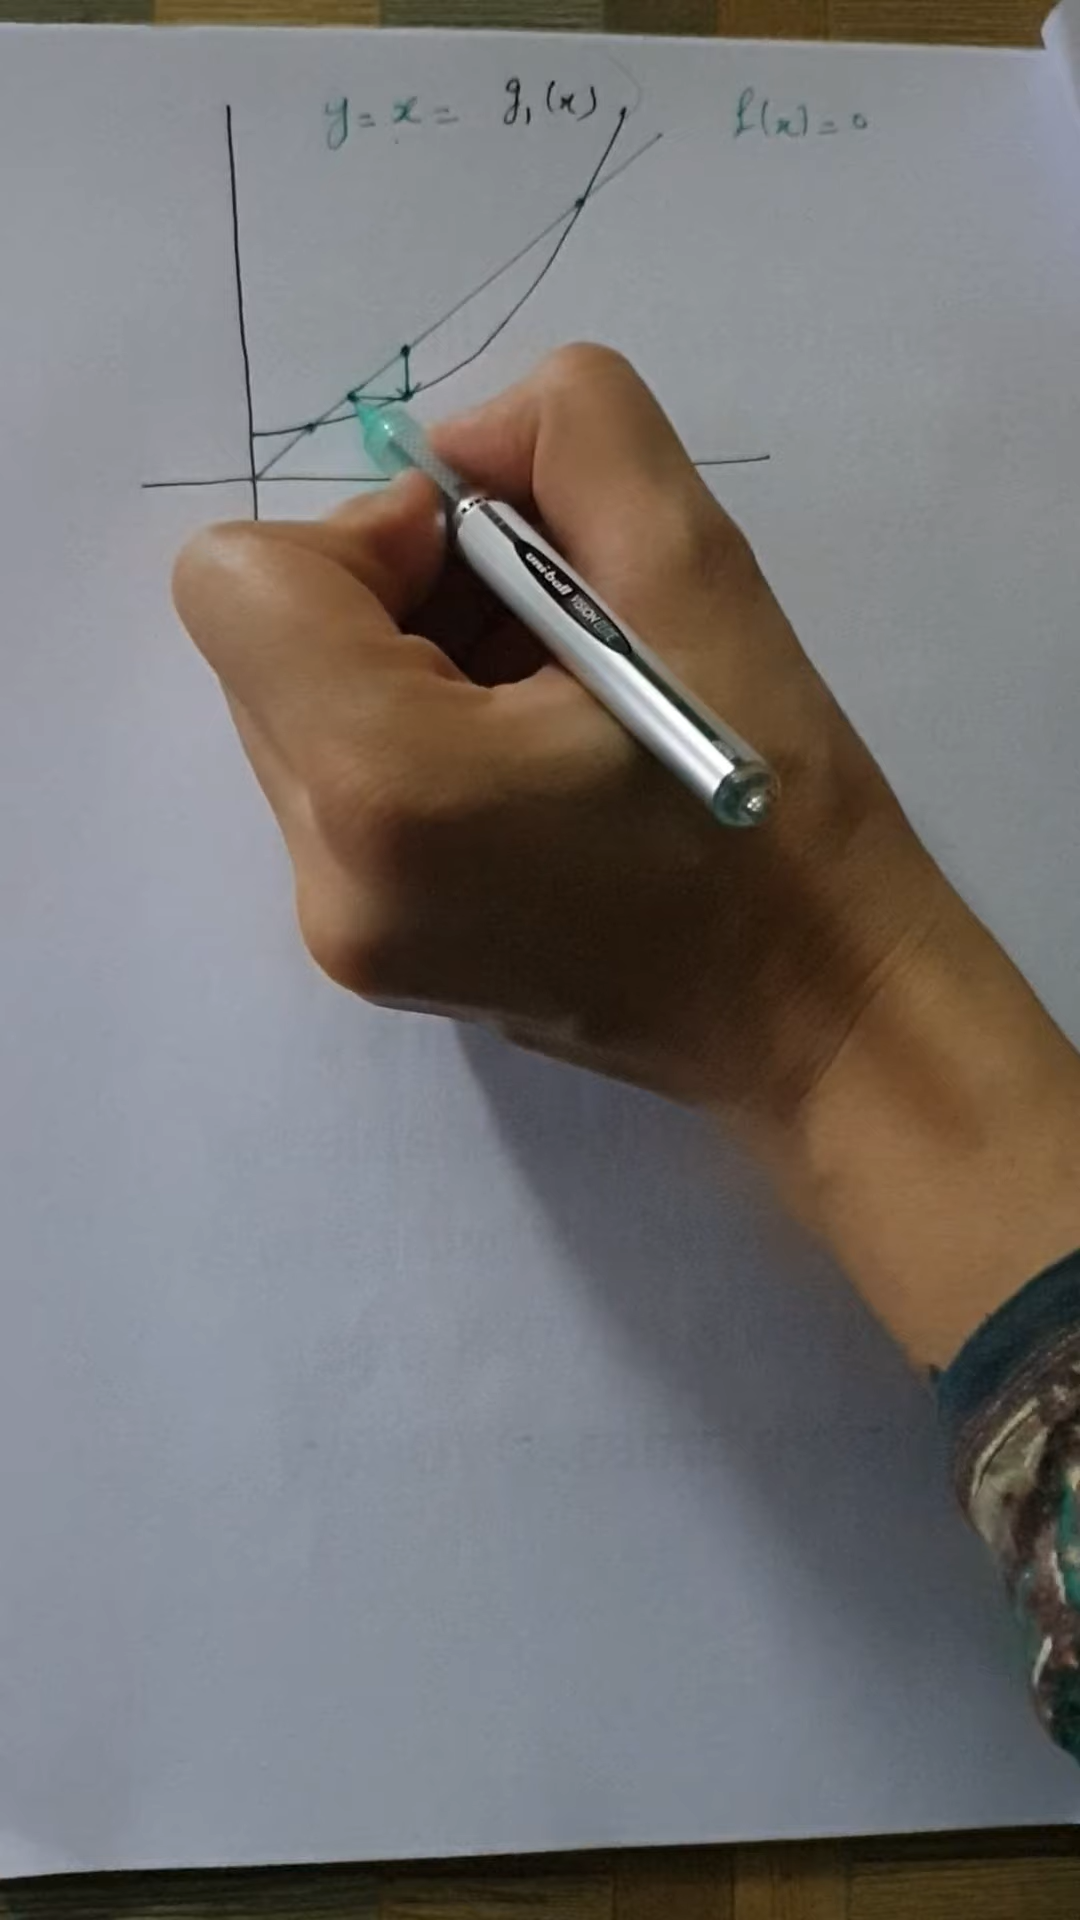 y = x = g₁(x) f(x) = 0
uni-ball VISION ELITE